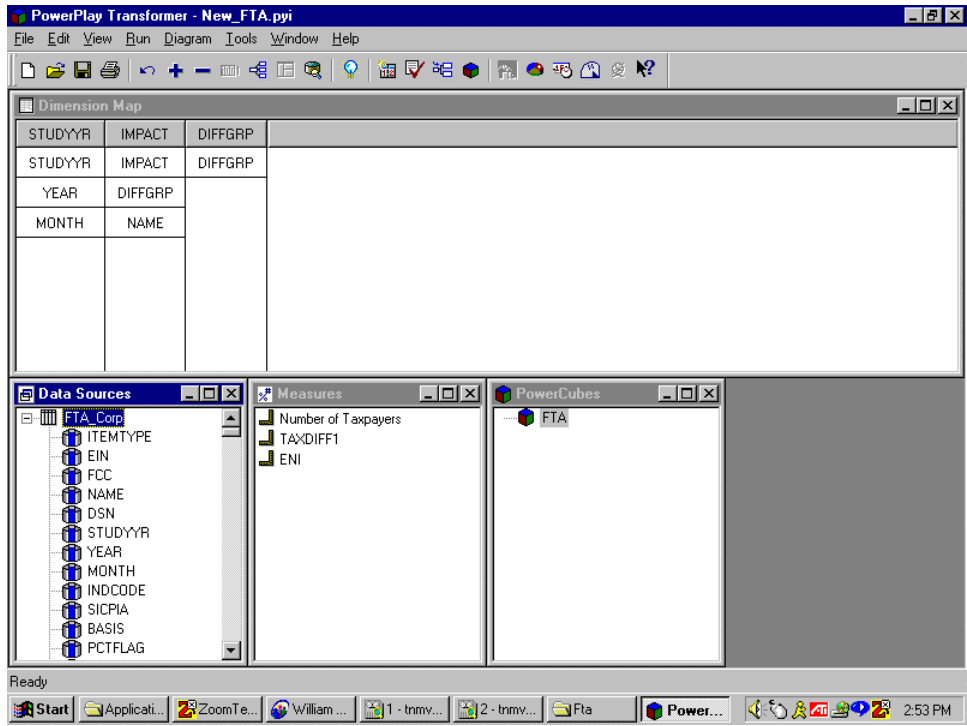 PowerPlay Transformer - New_FTA.pyi
File Edit View Run Diagram Tools Window Help
Dimension Map
STUDYYR IMPACT DIFFGRP
STUDYYR IMPACT DIFFGRP
YEAR DIFFGRP
MONTH NAME
Data Sources
FTA_Corp
ITEMTYPE
EIN
FCC
NAME
DSN
STUDYYR
YEAR
MONTH
INDCODE
SICPIA
BASIS
PCTFLAG
Measures
Number of Taxpayers
TAXDIFF1
ENI
PowerCubes
FTA
Ready
Start Applicati... ZoomTe... William ... 1 - tnmv... 2 - tnmv... Fta Power... 2:53 PM